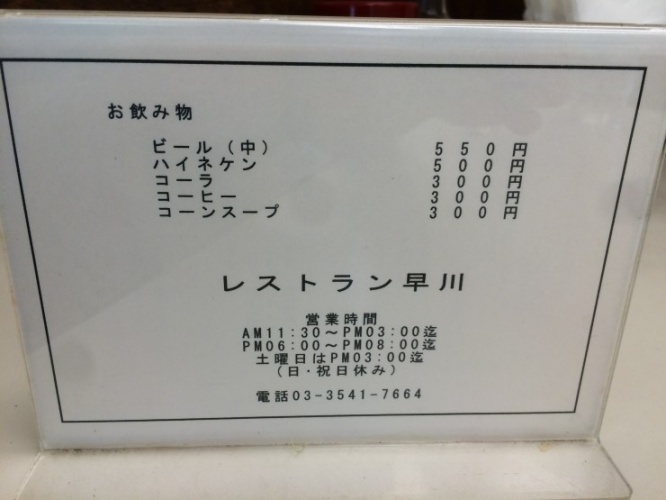 お飲み物
ビール（中） 550円
ハイネケン 500円
コーラ 300円
コーヒー 300円
コーンスープ 300円
レストラン早川
営業時間
AM11:30～PM03:00迄
PM06:00～PM08:00迄
土曜日はPM03:00迄
（日・祝日休み）
電話03-3541-7664